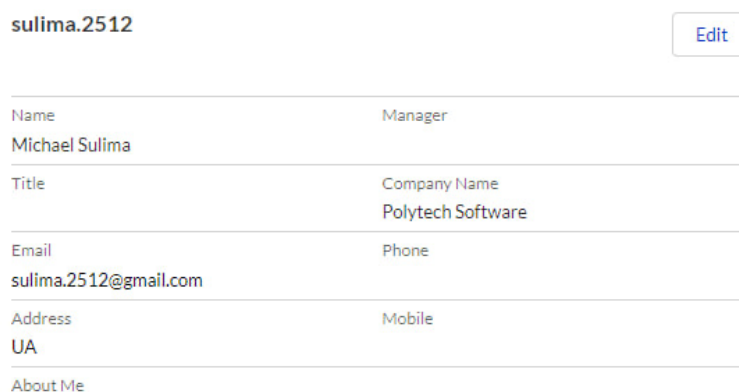 sulima.2512
Edit
Name
Manager
Michael Sulima
Title
Company Name
Polytech Software
Email
Phone
sulima.2512@gmail.com
Address
Mobile
UA
About Me